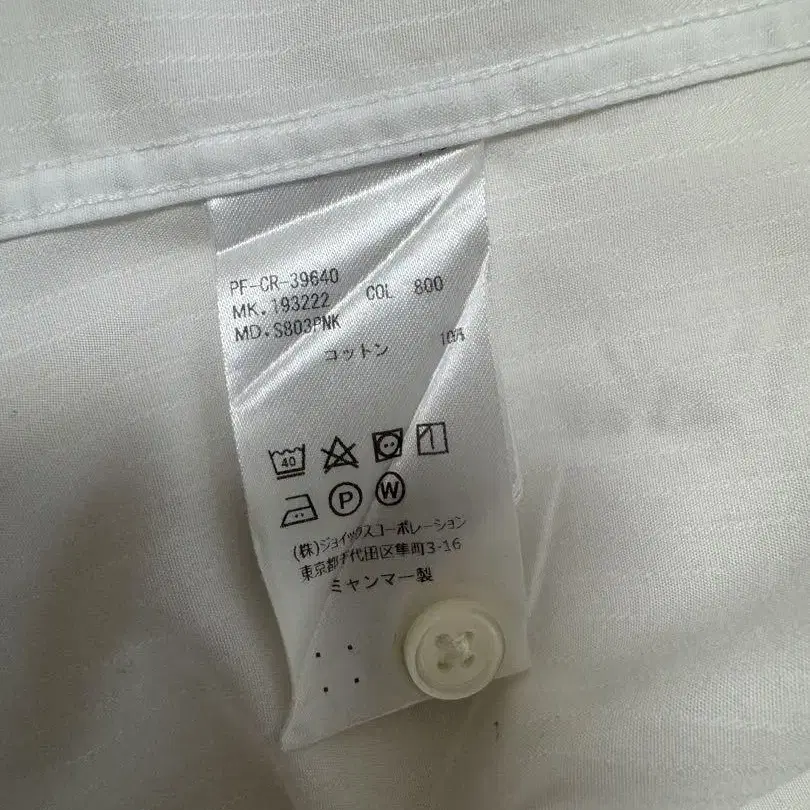 PF-CR-39640
MK.193222 COL 800
MD.S803PNK
コットン
40
P W
(株)ジョイックスコーポレーション
東京都千代田区隼町3-16
ミャンマー製